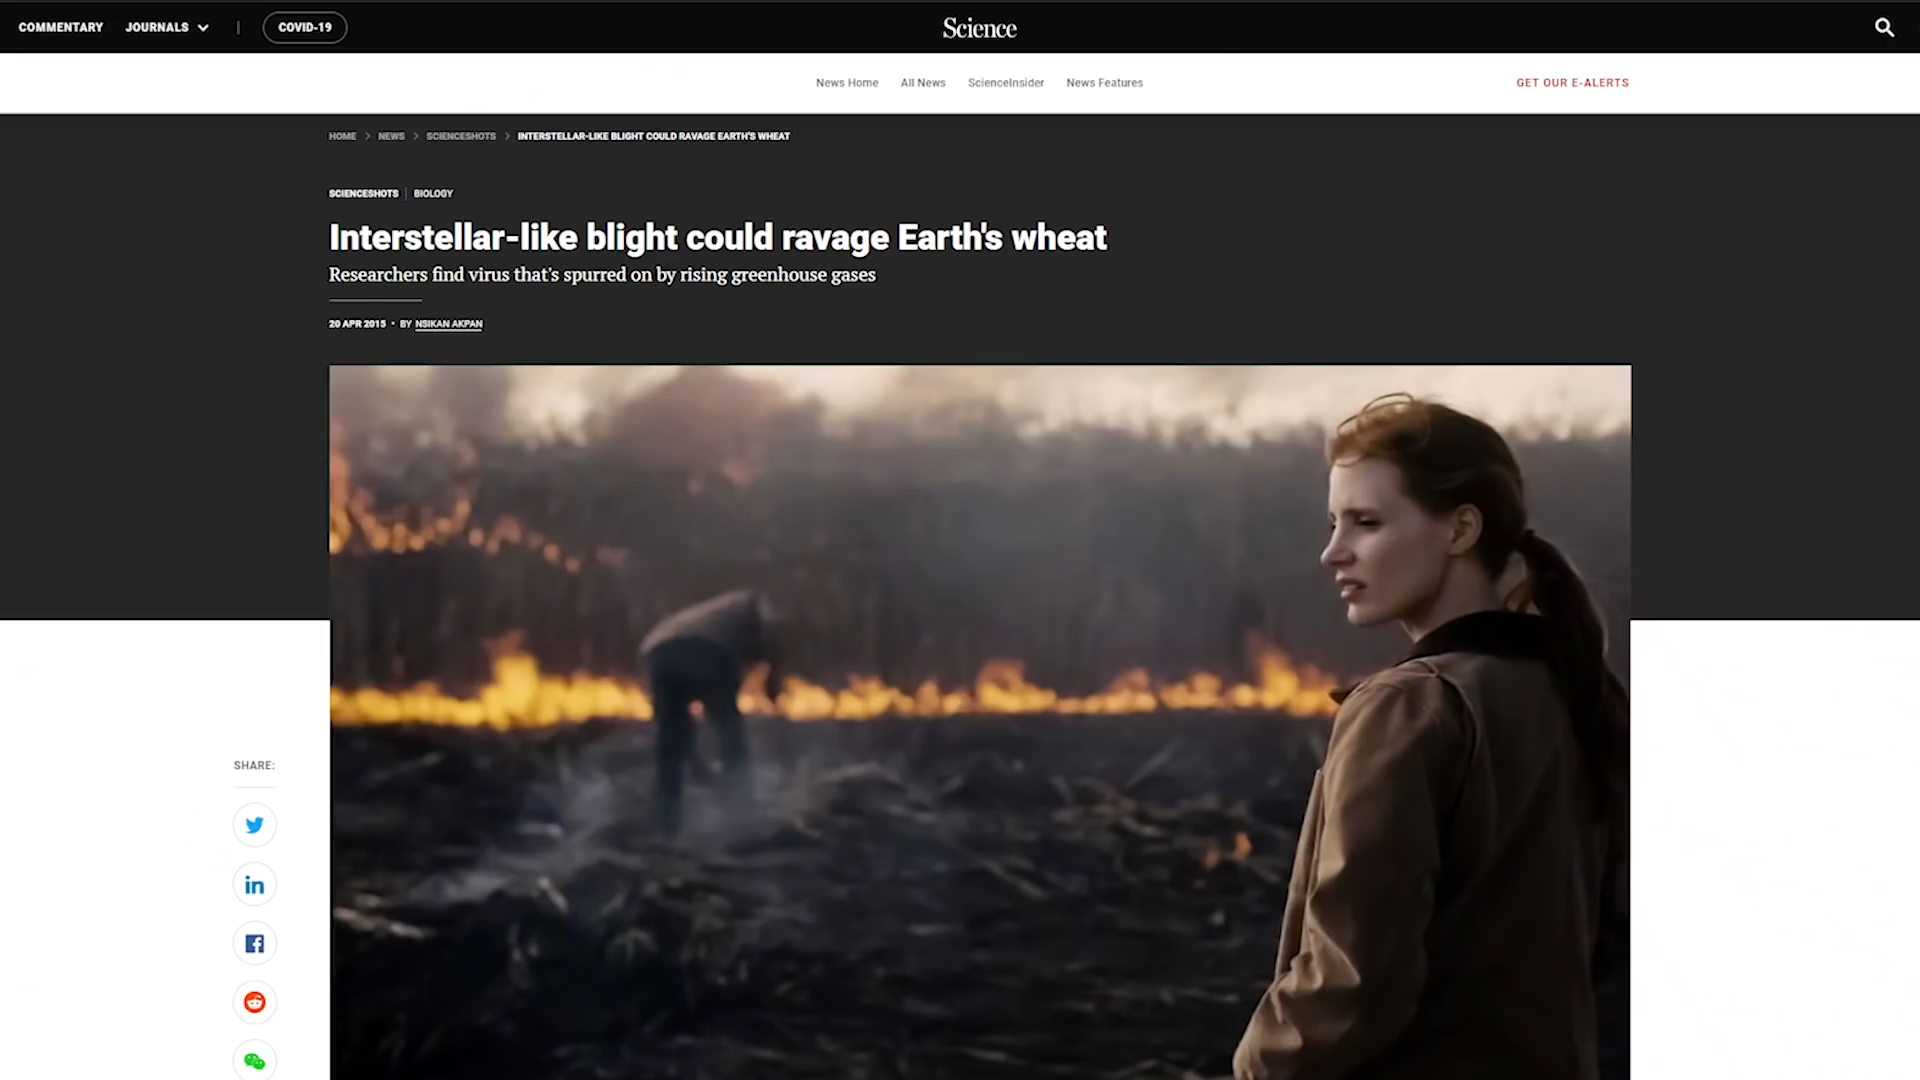 COMMENTARY JOURNALS | COVID-19 Science
News Home All News ScienceInsider News Features GET OUR E-ALERTS
HOME > NEWS > SCIENCESHOTS > INTERSTELLAR-LIKE BLIGHT COULD RAVAGE EARTH'S WHEAT
SCIENCESHOTS | BIOLOGY
Interstellar-like blight could ravage Earth's wheat
Researchers find virus that's spurred on by rising greenhouse gases
20 APR 2015 • BY NSIKAN AKPAN
SHARE:
in